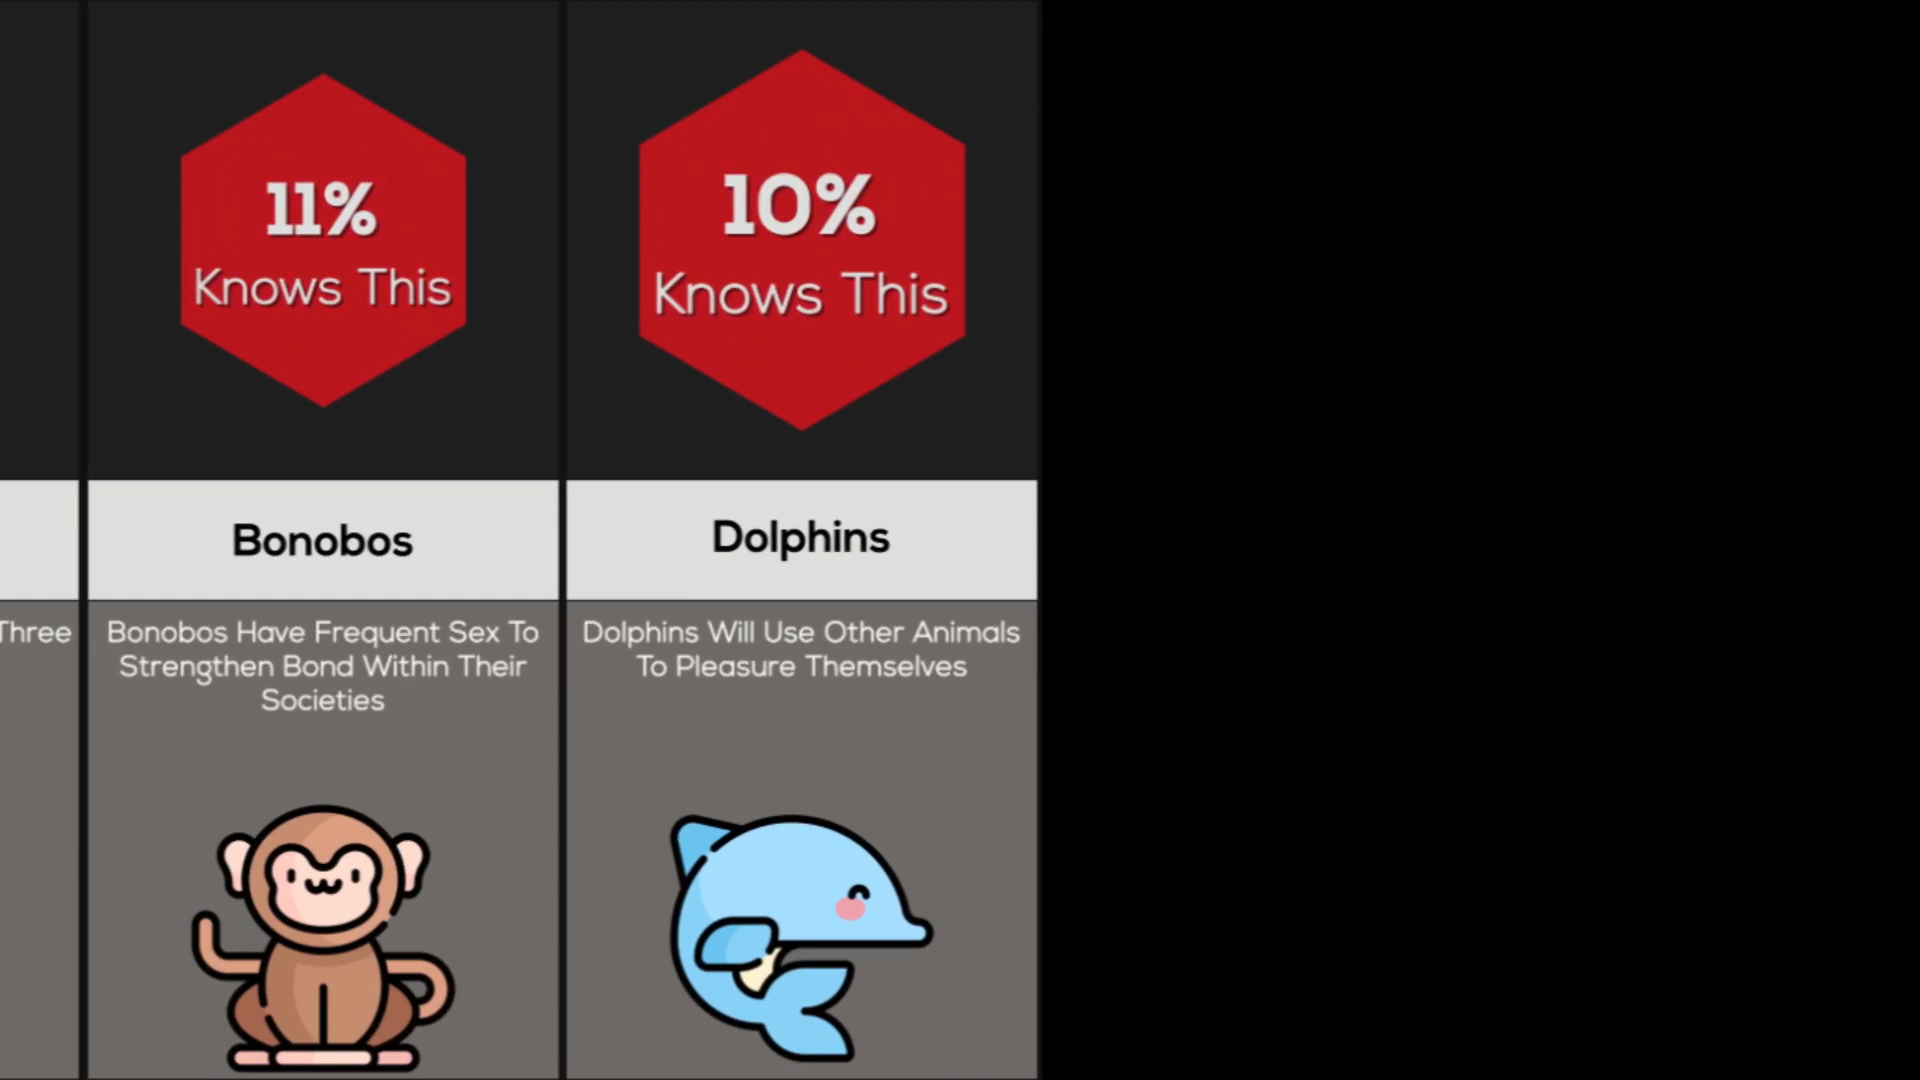 11%
Knows This
10%
Knows This
Bonobos
Dolphins
Three
Bonobos Have Frequent Sex To
Strengthen Bond Within Their
Societies
Dolphins Will Use Other Animals
To Pleasure Themselves